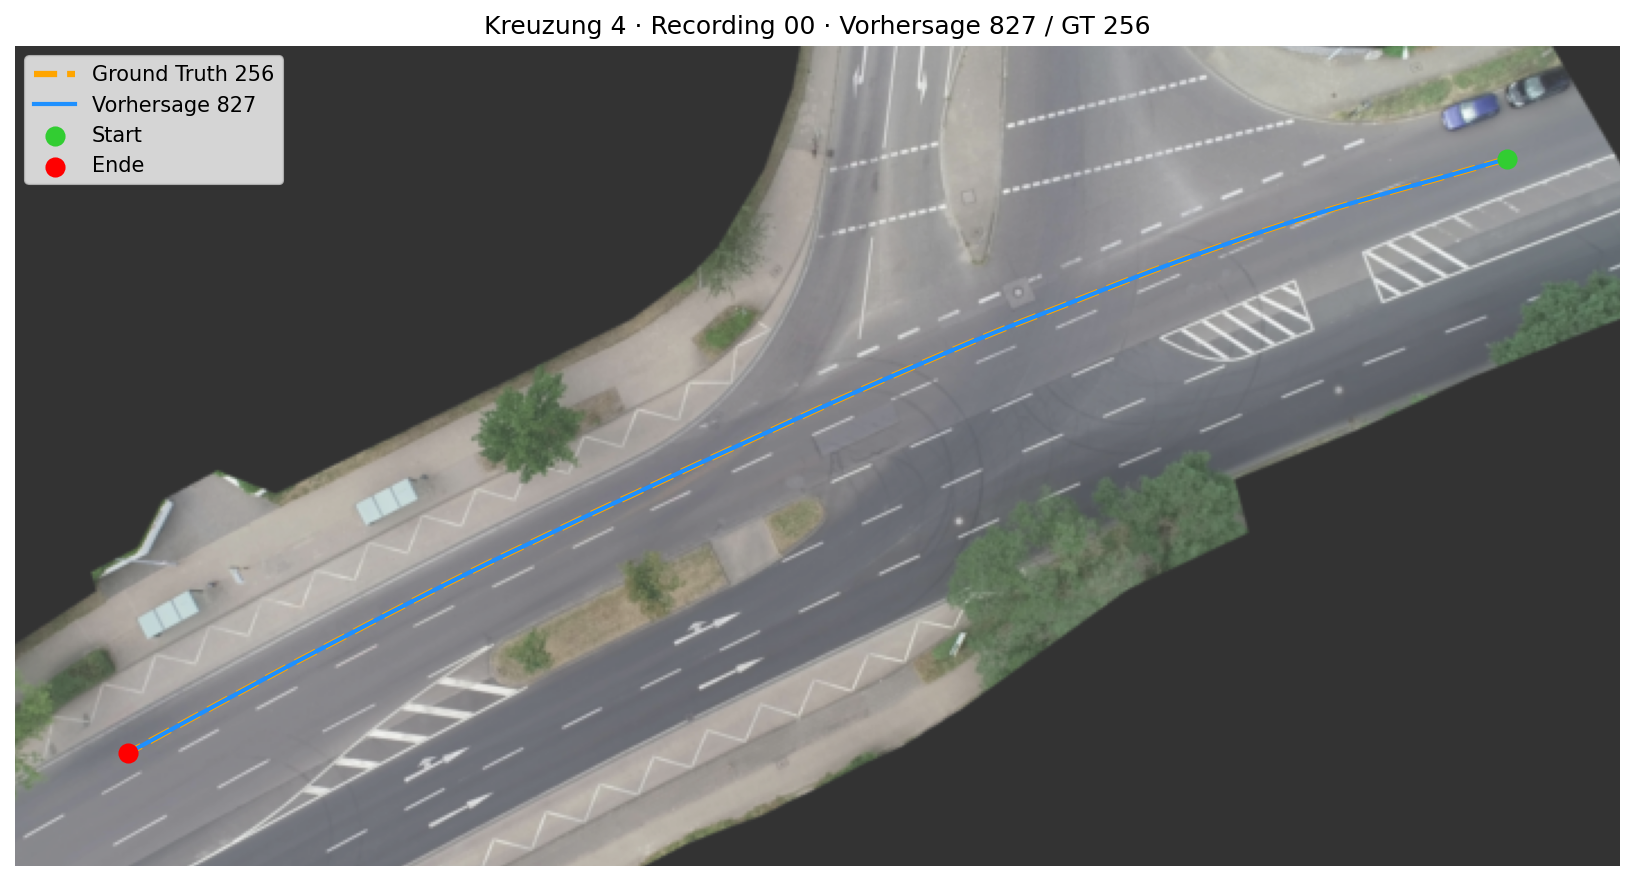 Kreuzung 4 · Recording 00 · Vorhersage 827 / GT 256
Ground Truth 256
Vorhersage 827
Start
Ende